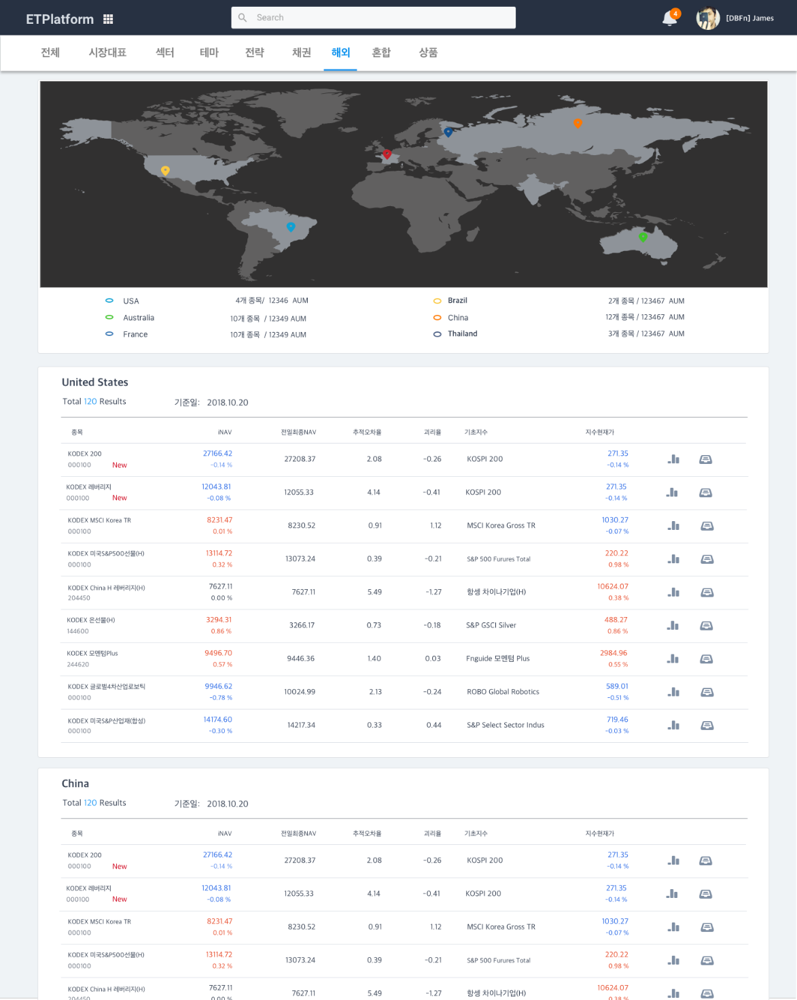 ETPlatform
Search
4
[DBFn] James
전체 시장대표 섹터 테마 전략 채권 해외 혼합 상품
USA 4개 종목/ 12346 AUM Brazil 2개 종목 / 123467 AUM
Australia 10개 종목 / 12349 AUM China 12개 종목 / 123467 AUM
France 10개 종목 / 12349 AUM Thailand 3개 종목 / 123467 AUM
United States
Total 120 Results 기준일: 2018.10.20
종목 iNAV 전일최종NAV 추적오차율 괴리율 기초지수 지수현재가
KODEX 200 27166.42 27208.37 2.08 -0.26 KOSPI 200 271.35
000100 New -0.14 % -0.14 %
KODEX 레버리지 12043.81 12055.33 4.14 -0.41 KOSPI 200 271.35
000100 New -0.08 % -0.14 %
KODEX MSCI Korea TR 8231.47 8230.52 0.91 1.12 MSCI Korea Gross TR 1030.27
000100 0.01 % -0.07 %
KODEX 미국S&P500선물(H) 13114.72 13073.24 0.39 -0.21 S&P 500 Furures Total 220.22
000100 0.32 % 0.98 %
KODEX China H 레버리지(H) 7627.11 7627.11 5.49 -1.27 항셍 차이나기업(H) 10624.07
204450 0.00 % 0.38 %
KODEX 은선물(H) 3294.31 3266.17 0.73 -0.18 S&P GSCI Silver 488.27
144600 0.86 % 0.86 %
KODEX 모멘텀Plus 9496.70 9446.36 1.40 0.03 Fnguide 모멘텀 Plus 2984.96
244620 0.57 % 0.55 %
KODEX 글로벌4차산업로보틱 9946.62 10024.99 2.13 -0.24 ROBO Global Robotics 589.01
000100 -0.78 % -0.51 %
KODEX 미국S&P산업재(합성) 14174.60 14217.34 0.33 0.44 S&P Select Sector Indus 719.46
000100 -0.30 % -0.03 %
China
Total 120 Results 기준일: 2018.10.20
종목 iNAV 전일최종NAV 추적오차율 괴리율 기초지수 지수현재가
KODEX 200 27166.42 27208.37 2.08 -0.26 KOSPI 200 271.35
000100 New -0.14 % -0.14 %
KODEX 레버리지 12043.81 12055.33 4.14 -0.41 KOSPI 200 271.35
000100 New -0.08 % -0.14 %
KODEX MSCI Korea TR 8231.47 8230.52 0.91 1.12 MSCI Korea Gross TR 1030.27
000100 0.01 % -0.07 %
KODEX 미국S&P500선물(H) 13114.72 13073.24 0.39 -0.21 S&P 500 Furures Total 220.22
000100 0.32 % 0.98 %
KODEX China H 레버리지(H) 7627.11 7627.11 5.49 -1.27 항셍 차이나기업(H) 10624.07
204450 0.00 % 0.38 %